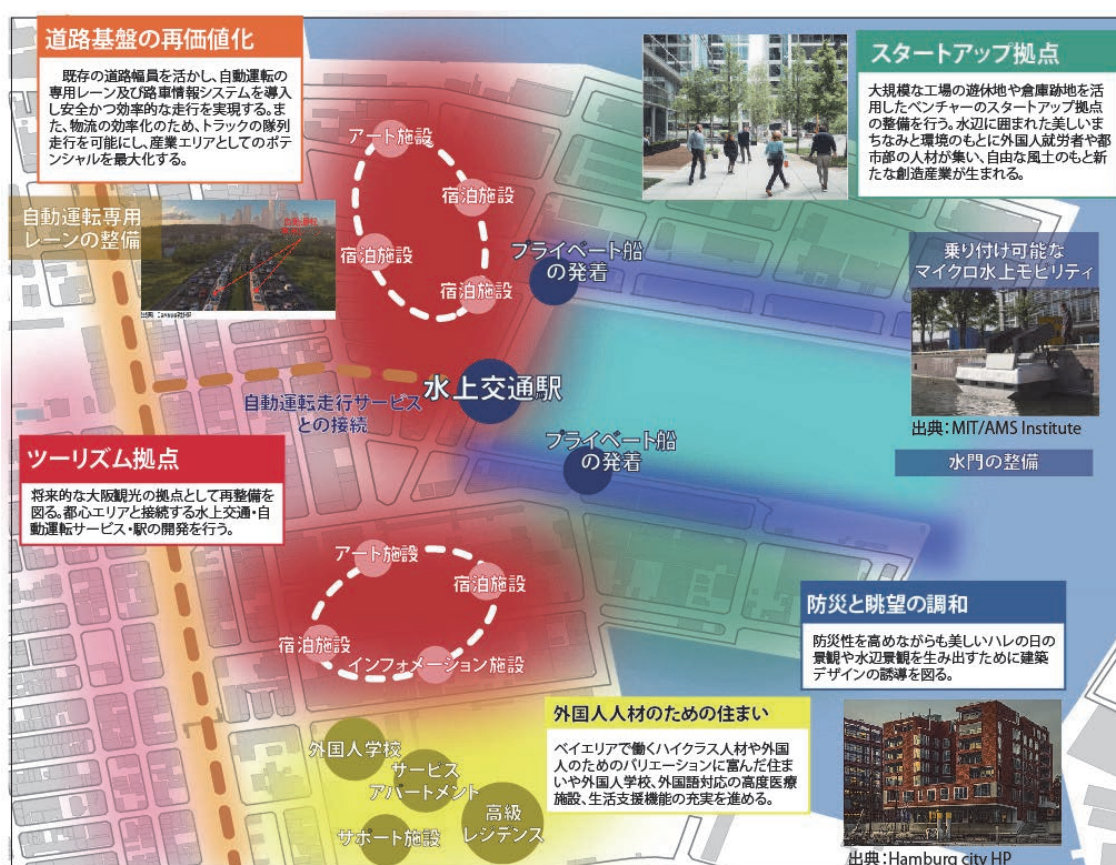 道路基盤の再価値化
既存の道路幅員を活かし、自動運転の
専用レーン及び路車情報システムを導入
し安全かつ効率的な走行を実現する。ま
た、物流の効率化のため、トラックの隊列
走行を可能にし、産業エリアとしてのポテ
ンシャルを最大化する。
スタートアップ拠点
大規模な工場の遊休地や倉庫跡地を活
用したベンチャーのスタートアップ拠点
の整備を行う。水辺に囲まれた美しいま
ちなみと環境のもとに外国人就労者や都
市部の人材が集い、自由な風土のもと新
たな創造産業が生まれる。
自動運転専用
レーンの整備
アート施設
宿泊施設
宿泊施設
宿泊施設
プライベート船
の発着
乗り付け可能な
マイクロ水上モビリティ
出典:MIT/AMS Institute
水門の整備
水上交通駅
自動運転走行サービス
との接続
プライベート船
の発着
ツーリズム拠点
将来的な大阪観光の拠点として再整備を
図る。都心エリアと接続する水上交通・自
動運転サービス・駅の開発を行う。
アート施設
宿泊施設
宿泊施設
インフォメーション施設
防災と眺望の調和
防災性を高めながらも美しいハレの日の
景観や水辺景観を生み出すために建築
デザインの誘導を図る。
外国人人材のための住まい
ベイエリアで働くハイクラス人材や外国
人のためのバリエーションに富んだ住ま
いや外国人学校、外国語対応の高度医療
施設、生活支援機能の充実を進める。
外国人学校
サービス
アパートメント
高級
レジデンス
サポート施設
出典:Hamburg city HP